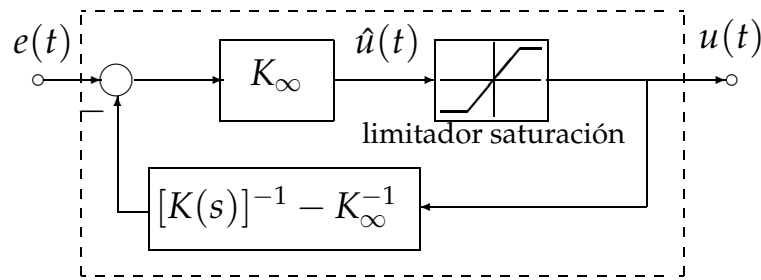 e(t)
K∞
û(t)
u(t)
−
limitador saturación
[K(s)]⁻¹ − K∞⁻¹